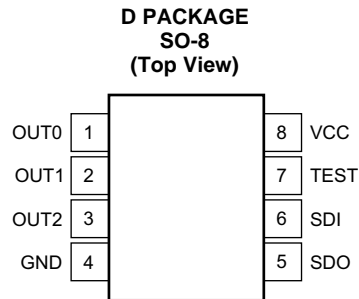 D PACKAGE
SO-8
(Top View)
OUT0 1 8 VCC
OUT1 2 7 TEST
OUT2 3 6 SDI
GND 4 5 SDO